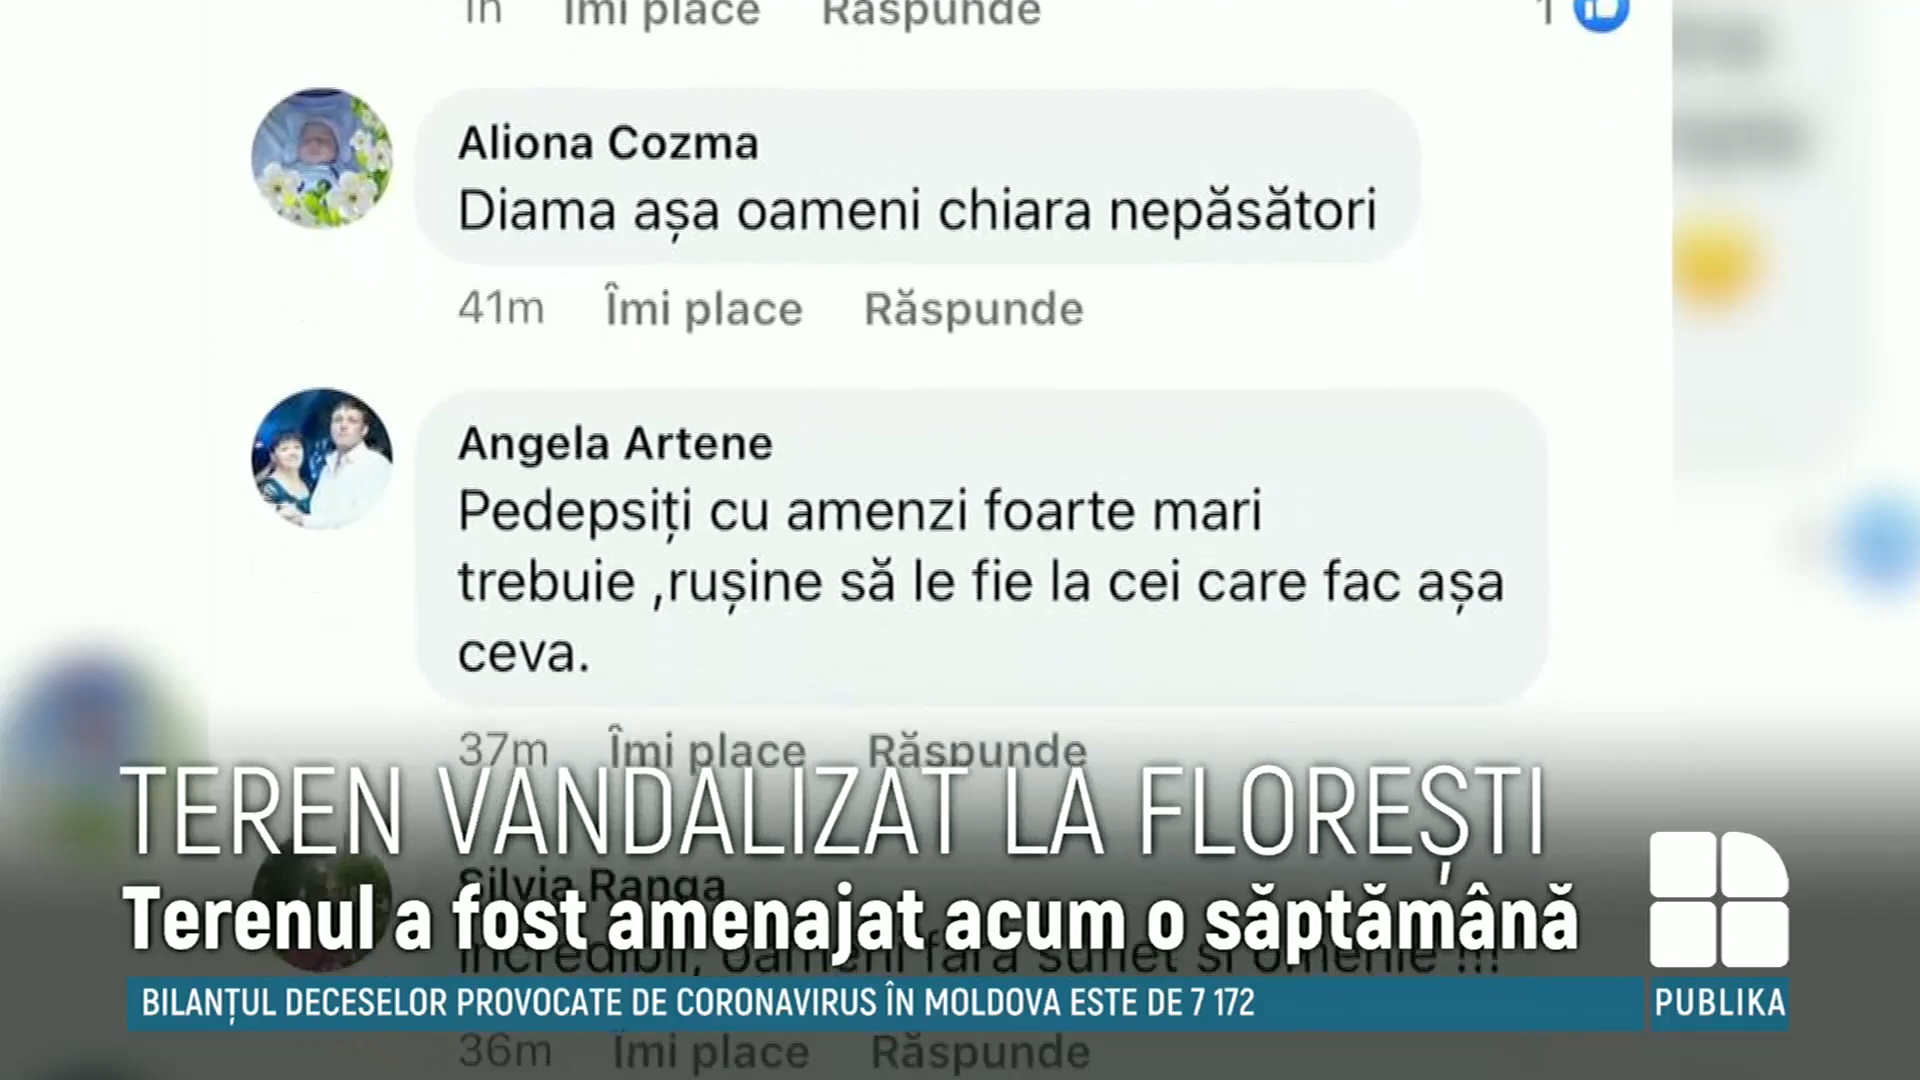 1h Îmi place Răspunde 1
Aliona Cozma
Diama așa oameni chiara nepăsători
41m Îmi place Răspunde
Angela Artene
Pedepsiți cu amenzi foarte mari
trebuie ,rușine să le fie la cei care fac așa
ceva.
37m Îmi place Răspunde
TEREN VANDALIZAT LA FLOREȘTI
Silvia Ranga
Terenul a fost amenajat acum o săptămână
Incredibil, oameni fara suflet si omenie !!!
BILANȚUL DECESELOR PROVOCATE DE CORONAVIRUS ÎN MOLDOVA ESTE DE 7 172
PUBLIKA
36m Îmi place Răspunde